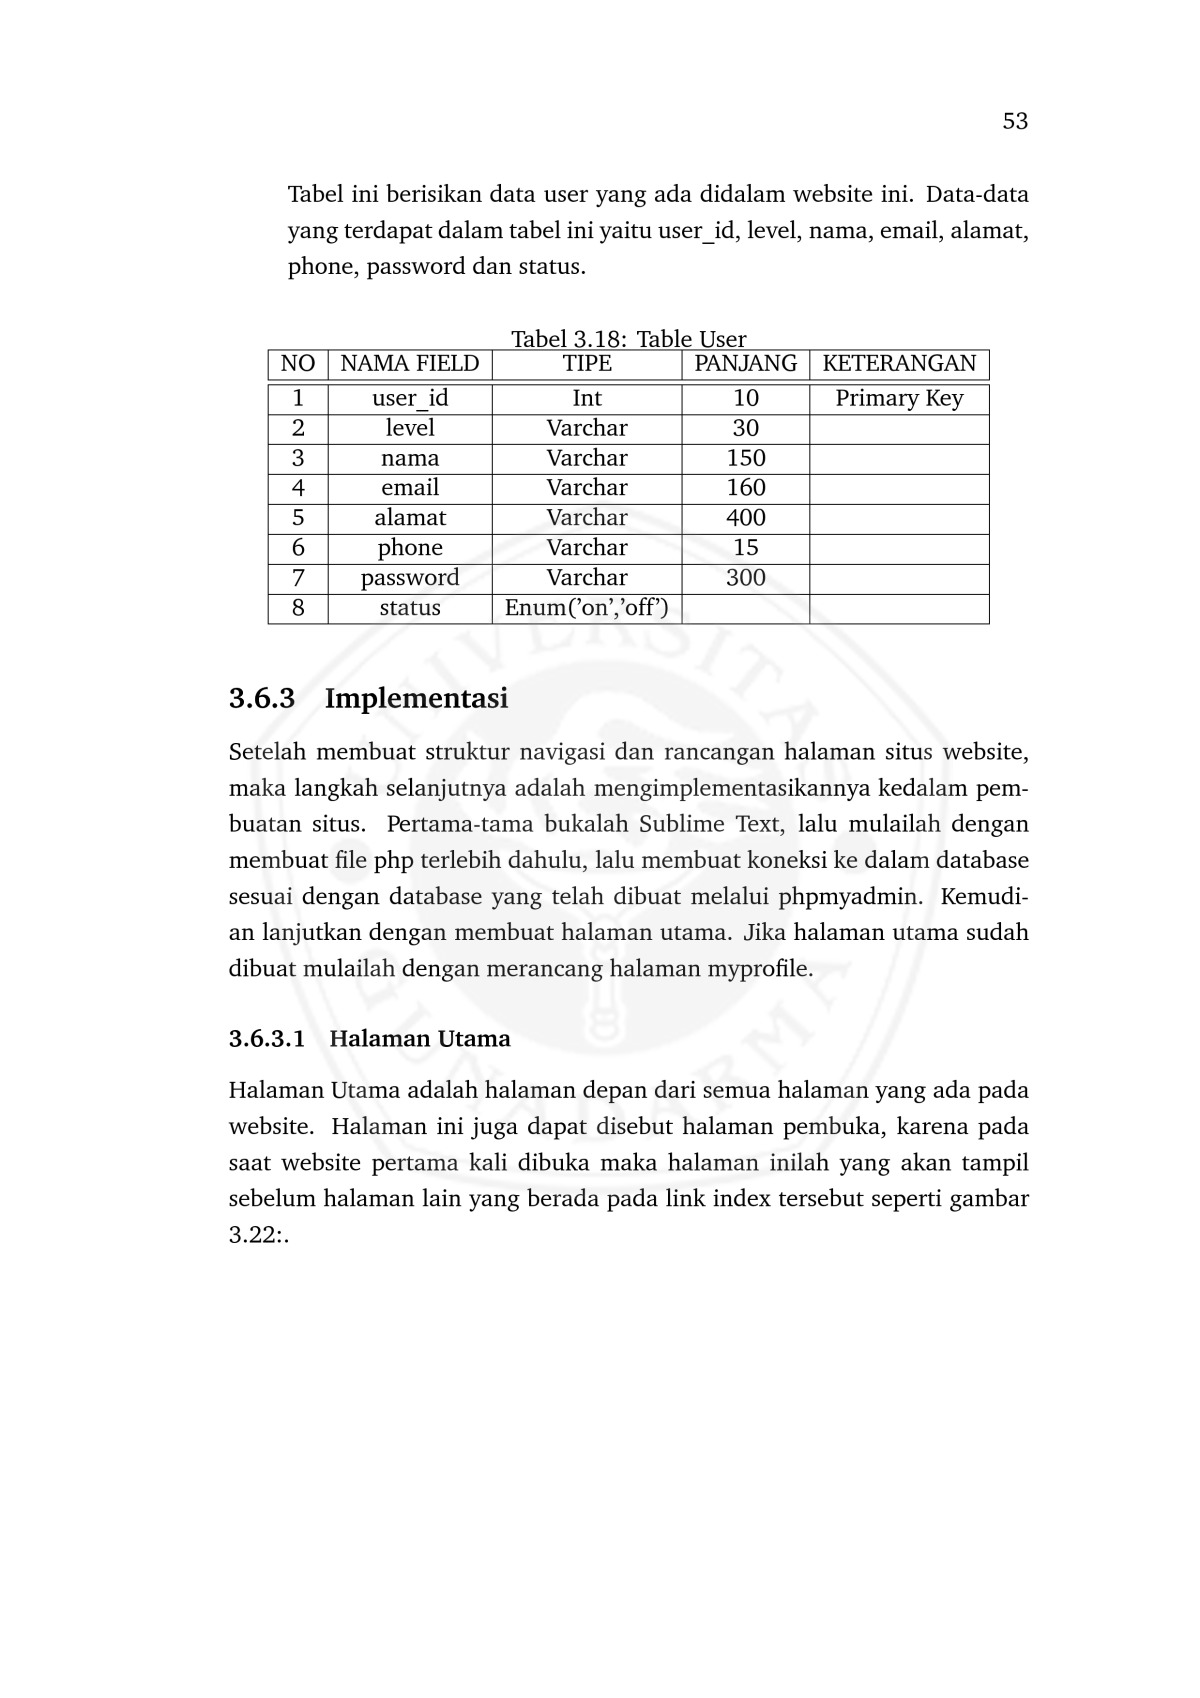 53
Tabel ini berisikan data user yang ada didalam website ini. Data-data
yang terdapat dalam tabel ini yaitu user_id, level, nama, email, alamat,
phone, password dan status.
Tabel 3.18: Table User
NO NAMA FIELD TIPE PANJANG KETERANGAN
1 user_id Int 10 Primary Key
2 level Varchar 30
3 nama Varchar 150
4 email Varchar 160
5 alamat Varchar 400
6 phone Varchar 15
7 password Varchar 300
8 status Enum('on','off')
3.6.3 Implementasi
Setelah membuat struktur navigasi dan rancangan halaman situs website,
maka langkah selanjutnya adalah mengimplementasikannya kedalam pem-
buatan situs. Pertama-tama bukalah Sublime Text, lalu mulailah dengan
membuat file php terlebih dahulu, lalu membuat koneksi ke dalam database
sesuai dengan database yang telah dibuat melalui phpmyadmin. Kemudi-
an lanjutkan dengan membuat halaman utama. Jika halaman utama sudah
dibuat mulailah dengan merancang halaman myprofile.
3.6.3.1 Halaman Utama
Halaman Utama adalah halaman depan dari semua halaman yang ada pada
website. Halaman ini juga dapat disebut halaman pembuka, karena pada
saat website pertama kali dibuka maka halaman inilah yang akan tampil
sebelum halaman lain yang berada pada link index tersebut seperti gambar
3.22:.
UNIVERSITAS
GUNADARMA